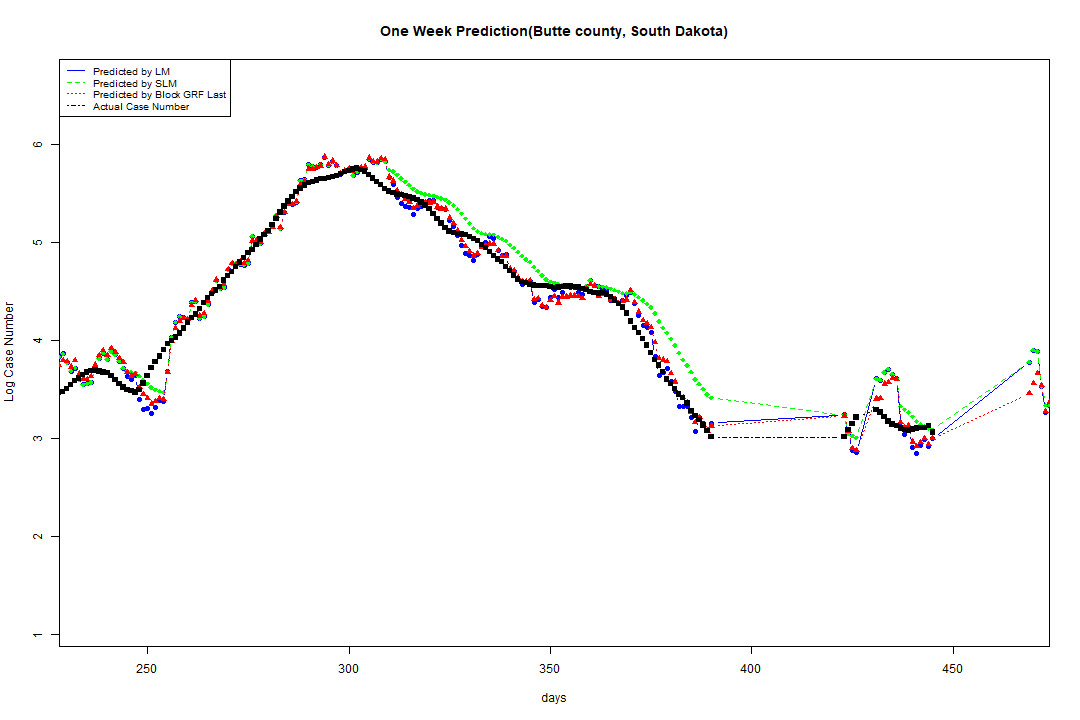 One Week Prediction(Butte county, South Dakota)
Predicted by LM
Predicted by SLM
Predicted by Block GRF Last
Actual Case Number
6
5
4
3
2
1
Log Case Number
250 300 350 400 450
days